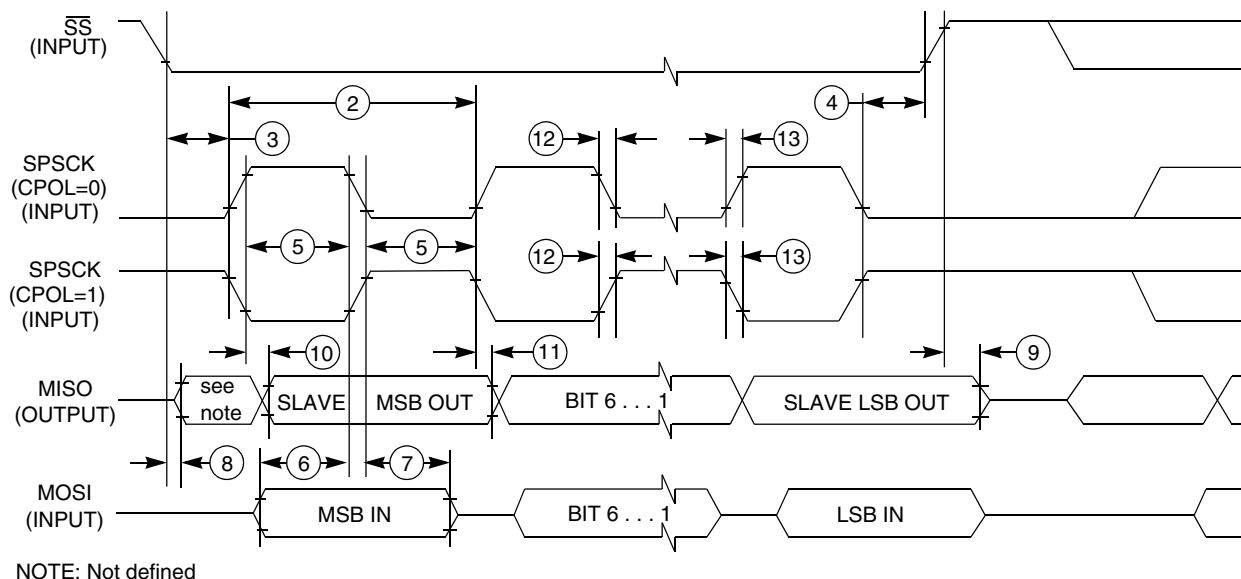 SS
(INPUT)
2
4
3
12
13
SPSCK
(CPOL=0)
(INPUT)
5
5
SPSCK
(CPOL=1)
(INPUT)
12
13
10
11
9
MISO
(OUTPUT)
see
note
SLAVE
MSB OUT
BIT 6 . . . 1
SLAVE LSB OUT
8
6
7
MOSI
(INPUT)
MSB IN
BIT 6 . . . 1
LSB IN
NOTE: Not defined